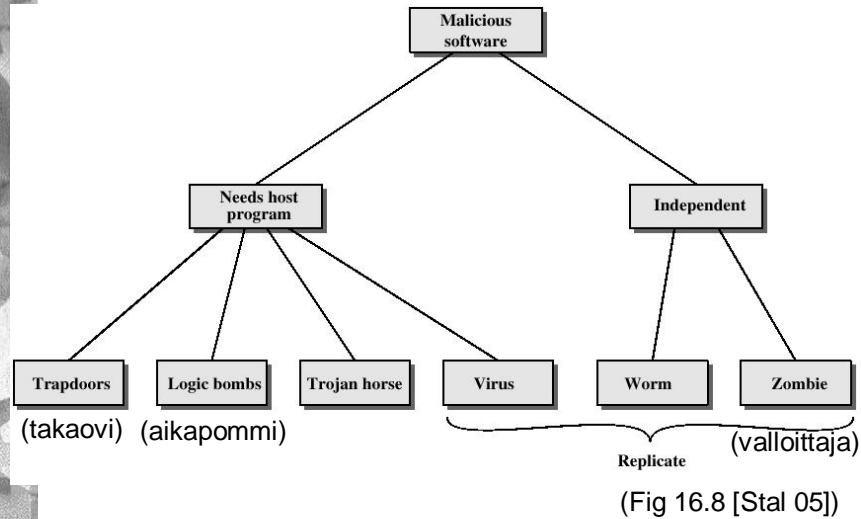 Malicious
software
Needs host
program
Independent
Trapdoors
Logic bombs
Trojan horse
Virus
Worm
Zombie
(takaovi)
(aikapommi)
(valloittaja)
Replicate
(Fig 16.8 [Stal 05])